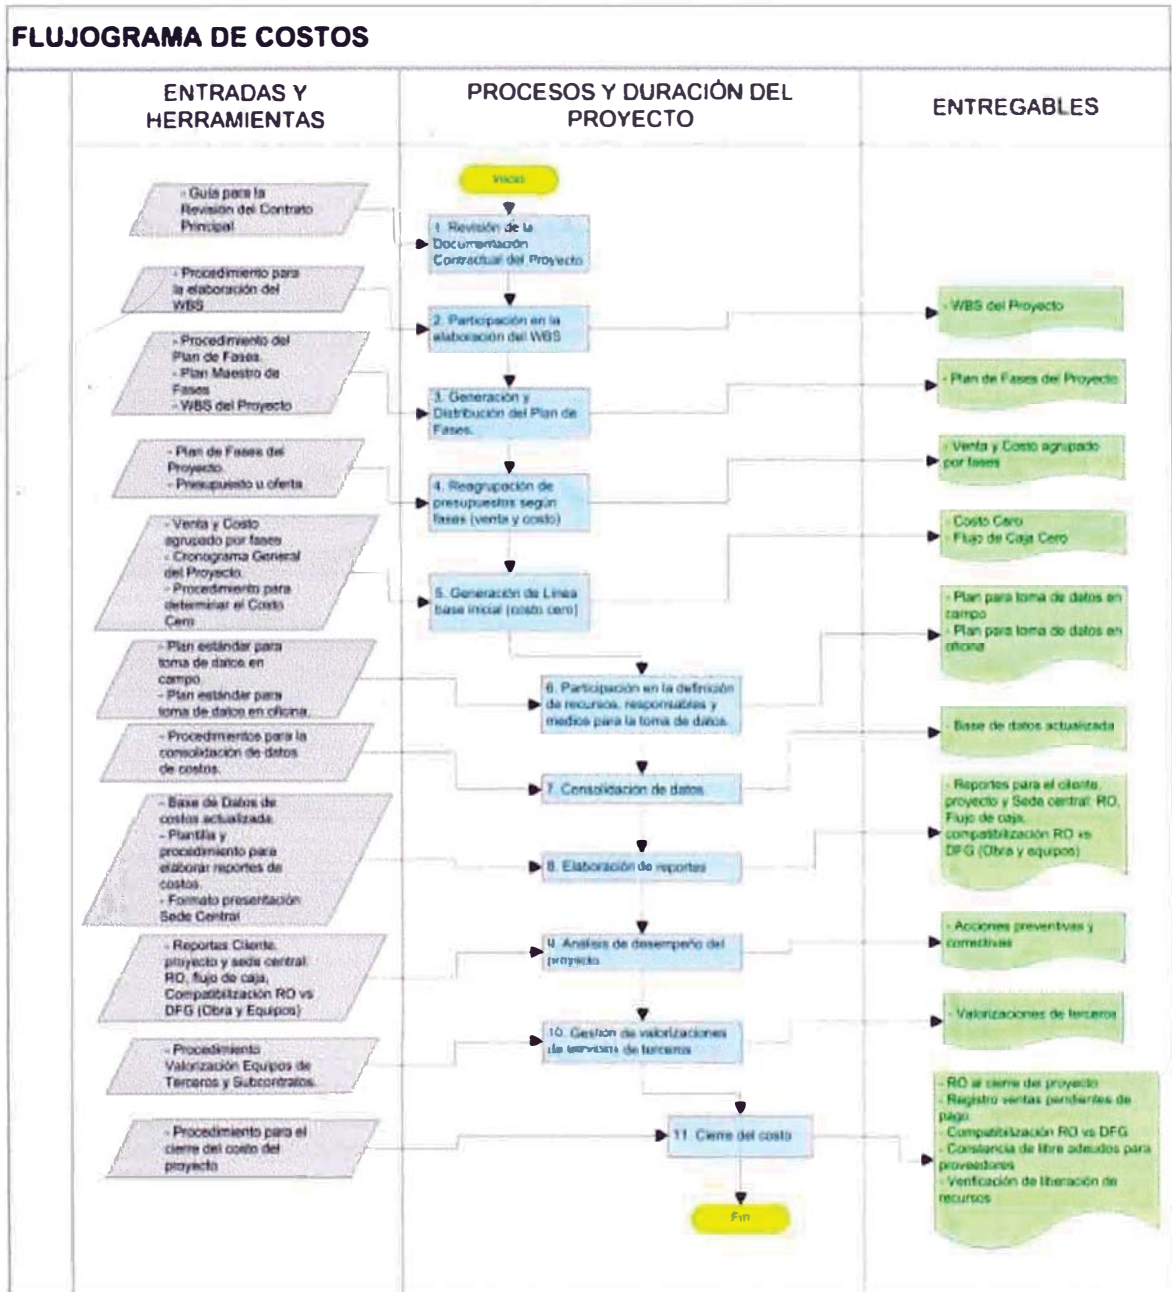 FLUJOGRAMA DE COSTOS
ENTRADAS Y
HERRAMIENTAS
PROCESOS Y DURACIÓN DEL
PROYECTO
ENTREGABLES
Inicio
- Guía para la
Revisión del Contrato
Principal
1. Revisión de la
Documentación
Contractual del Proyecto
- Procedimiento para
la elaboración del
WBS
2. Participación en la
elaboración del WBS
- WBS del Proyecto
- Procedimiento del
Plan de Fases.
- Plan Maestro de
Fases
- WBS del Proyecto
3. Generación y
Distribución del Plan de
Fases.
- Plan de Fases del Proyecto
- Plan de Fases del
Proyecto.
- Presupuesto u oferta
4. Reagrupación de
presupuestos según
fases (venta y costo)
- Venta y Costo agrupado
por fases
- Venta y Costo
agrupado por fases
- Cronograma General
del Proyecto.
- Procedimiento para
determinar el Costo
Cero
5. Generación de Línea
base inicial (costo cero)
- Costo Cero
- Flujo de Caja Cero
- Plan estándar para
toma de datos en
campo.
- Plan estándar para
toma de datos en oficina.
6. Participación en la definición
de recursos, responsables y
medios para la toma de datos.
- Plan para toma de datos en
campo
- Plan para toma de datos en
oficina
- Procedimientos para la
consolidación de datos
de costos.
7. Consolidación de datos
- Base de datos actualizada
- Base de Datos de
costos actualizada.
- Plantilla y
procedimiento para
elaborar reportes de
costos.
- Formato presentación
Sede Central
8. Elaboración de reportes
- Reportes para el cliente,
proyecto y Sede central: RO,
Flujo de caja,
compatibilización RO vs
DFG (Obra y equipos)
- Reportes Cliente,
proyecto y sede central:
RO, flujo de caja,
Compatibilización RO vs
DFG (Obra y Equipos)
9. Análisis de desempeño del
proyecto
- Acciones preventivas y
correctivas
- Procedimiento
Valorización Equipos de
Terceros y Subcontratos.
10. Gestión de valorizaciones
de servicios de terceros
- Valorizaciones de terceros
- Procedimiento para el
cierre del costo del
proyecto
11. Cierre del costo
- RO al cierre del proyecto
- Registro ventas pendientes de
pago
- Compatibilización RO vs DFG
- Constancia de libre adeudos para
proveedores
- Verificación de liberación de
recursos
Fin